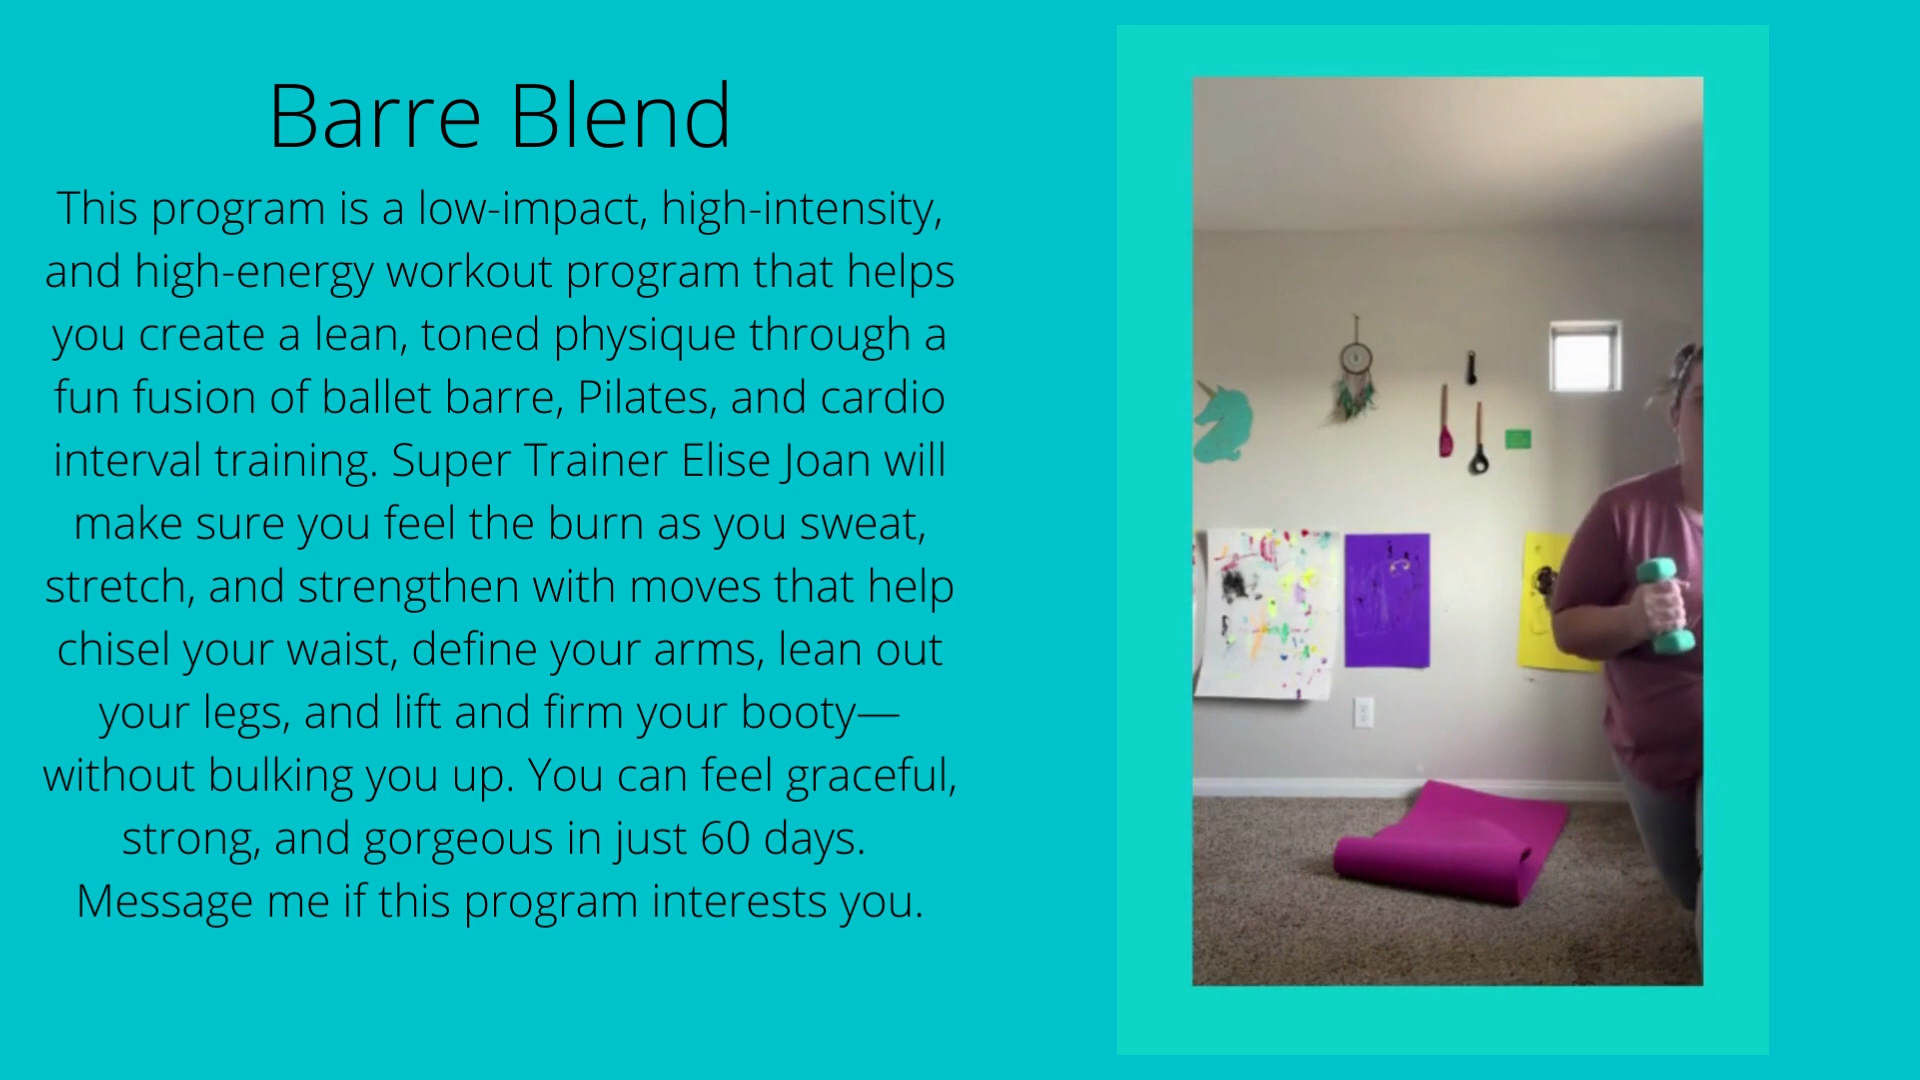 Barre Blend
This program is a low-impact, high-intensity,
and high-energy workout program that helps
you create a lean, toned physique through a
fun fusion of ballet barre, Pilates, and cardio
interval training. Super Trainer Elise Joan will
make sure you feel the burn as you sweat,
stretch, and strengthen with moves that help
chisel your waist, define your arms, lean out
your legs, and lift and firm your booty—
without bulking you up. You can feel graceful,
strong, and gorgeous in just 60 days.
Message me if this program interests you.